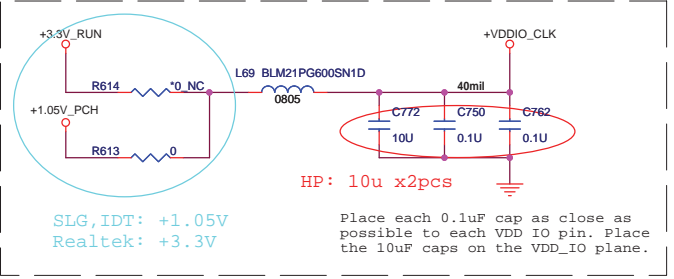 +3.3V_RUN
+VDDIO_CLK
L69 BLM21PG600SN1D
R614 *0_NC
0805
40mil
+1.05V_PCH
C772 C750 C762
10U 0.1U 0.1U
R613 0
HP: 10u x2pcs
SLG,IDT: +1.05V
Realtek: +3.3V
Place each 0.1uF cap as close as
possible to each VDD IO pin. Place
the 10uF caps on the VDD_IO plane.